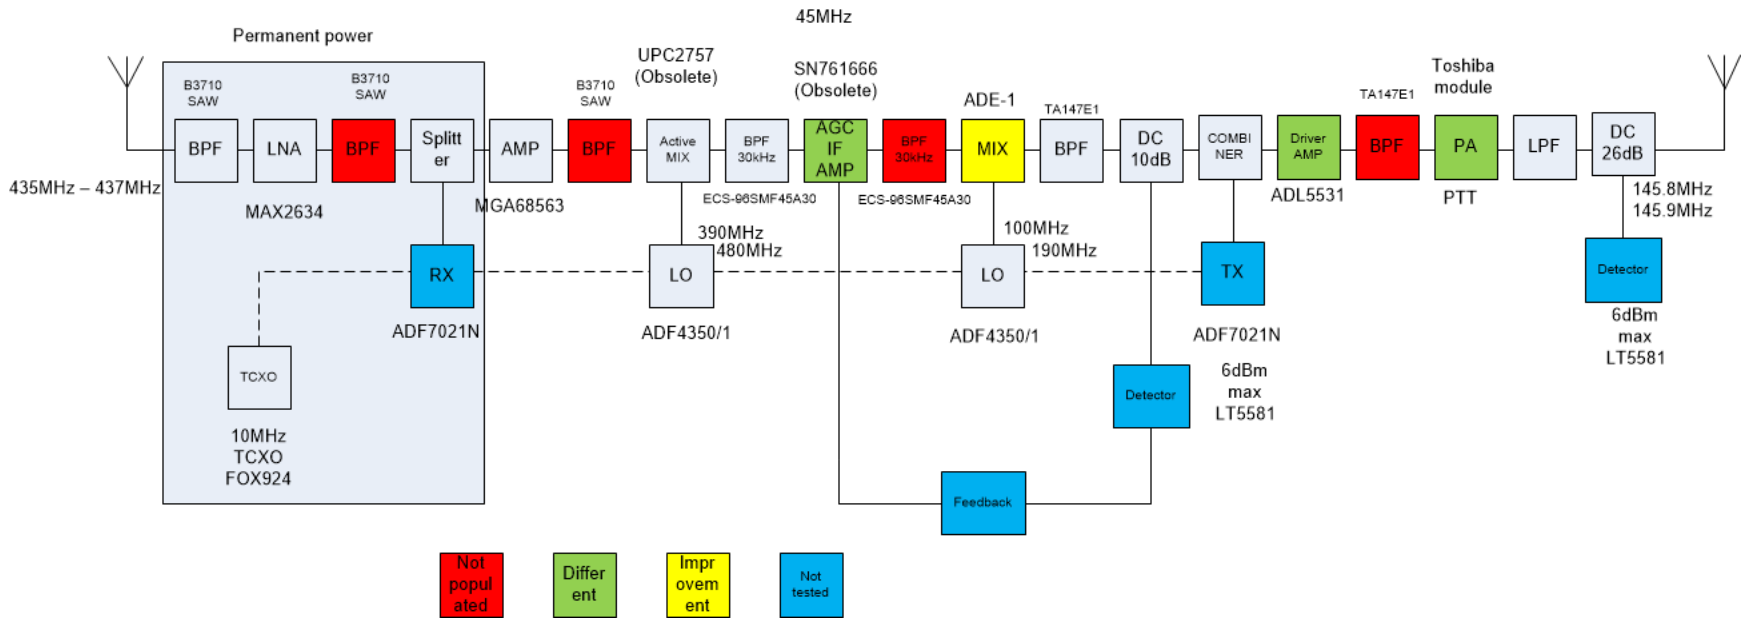 45MHz
Permanent power
UPC2757
(Obsolete)
SN761666
(Obsolete)
Toshiba
module
B3710
SAW
B3710
SAW
B3710
SAW
ADE-1
TA147E1
TA147E1
BPF
LNA
BPF
Splitt
er
AMP
BPF
Active
MIX
BPF
30kHz
AGC
IF
AMP
BPF
30kHz
MIX
BPF
DC
10dB
COMBI
NER
Driver
AMP
BPF
PA
LPF
DC
26dB
435MHz – 437MHz
MAX2634
MGA68563
ECS-96SMF45A30
ECS-96SMF45A30
ADL5531
PTT
145.8MHz
145.9MHz
390MHz
480MHz
100MHz
190MHz
RX
LO
LO
TX
Detector
ADF7021N
ADF4350/1
ADF4350/1
ADF7021N
6dBm
max
LT5581
6dBm
max
LT5581
TCXO
Detector
10MHz
TCXO
FOX924
Feedback
Not
popul
ated
Differ
ent
Impr
ovem
ent
Not
tested